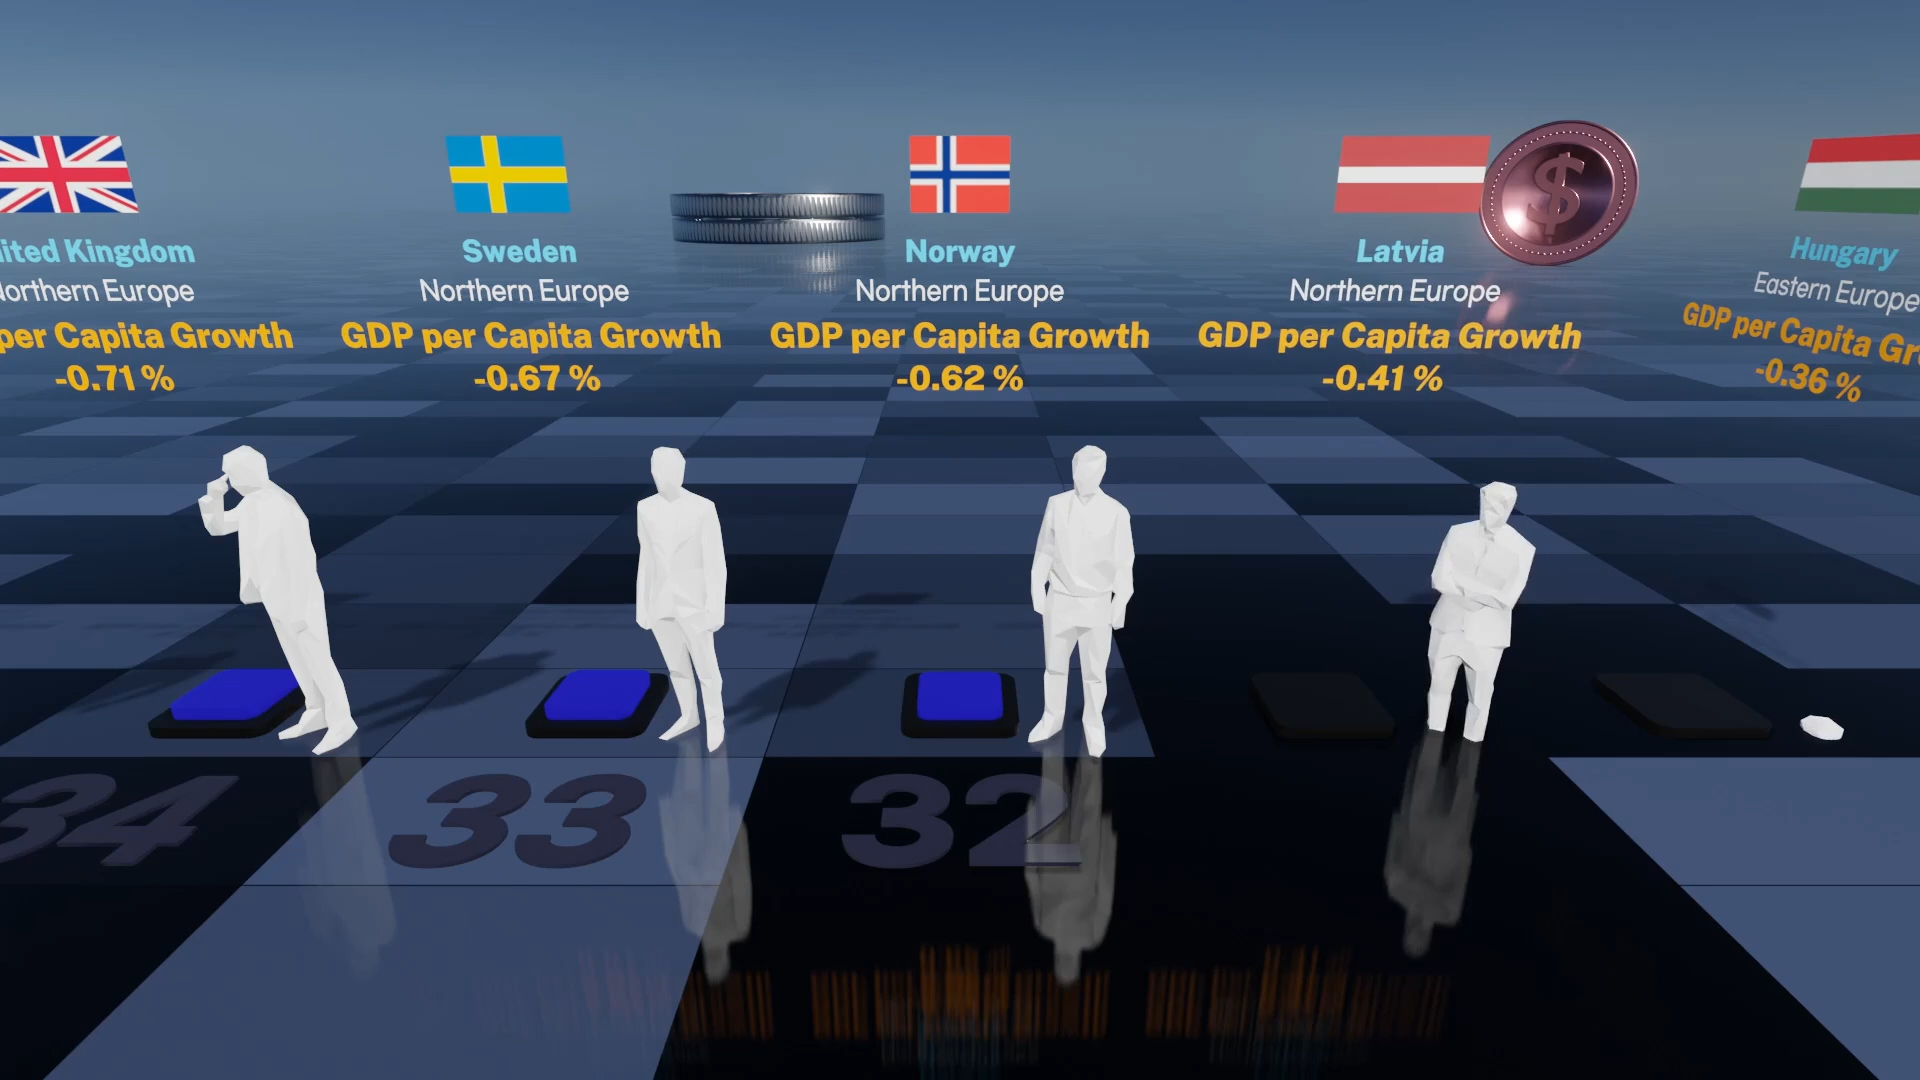 ited Kingdom
Northern Europe
per Capita Growth
-0.71 %
34
Sweden
Northern Europe
GDP per Capita Growth
-0.67 %
33
Norway
Northern Europe
GDP per Capita Growth
-0.62 %
32
Latvia
Northern Europe
GDP per Capita Growth
-0.41 %
$
Hungary
Eastern Europe
GDP per Capita Gr
-0.36 %